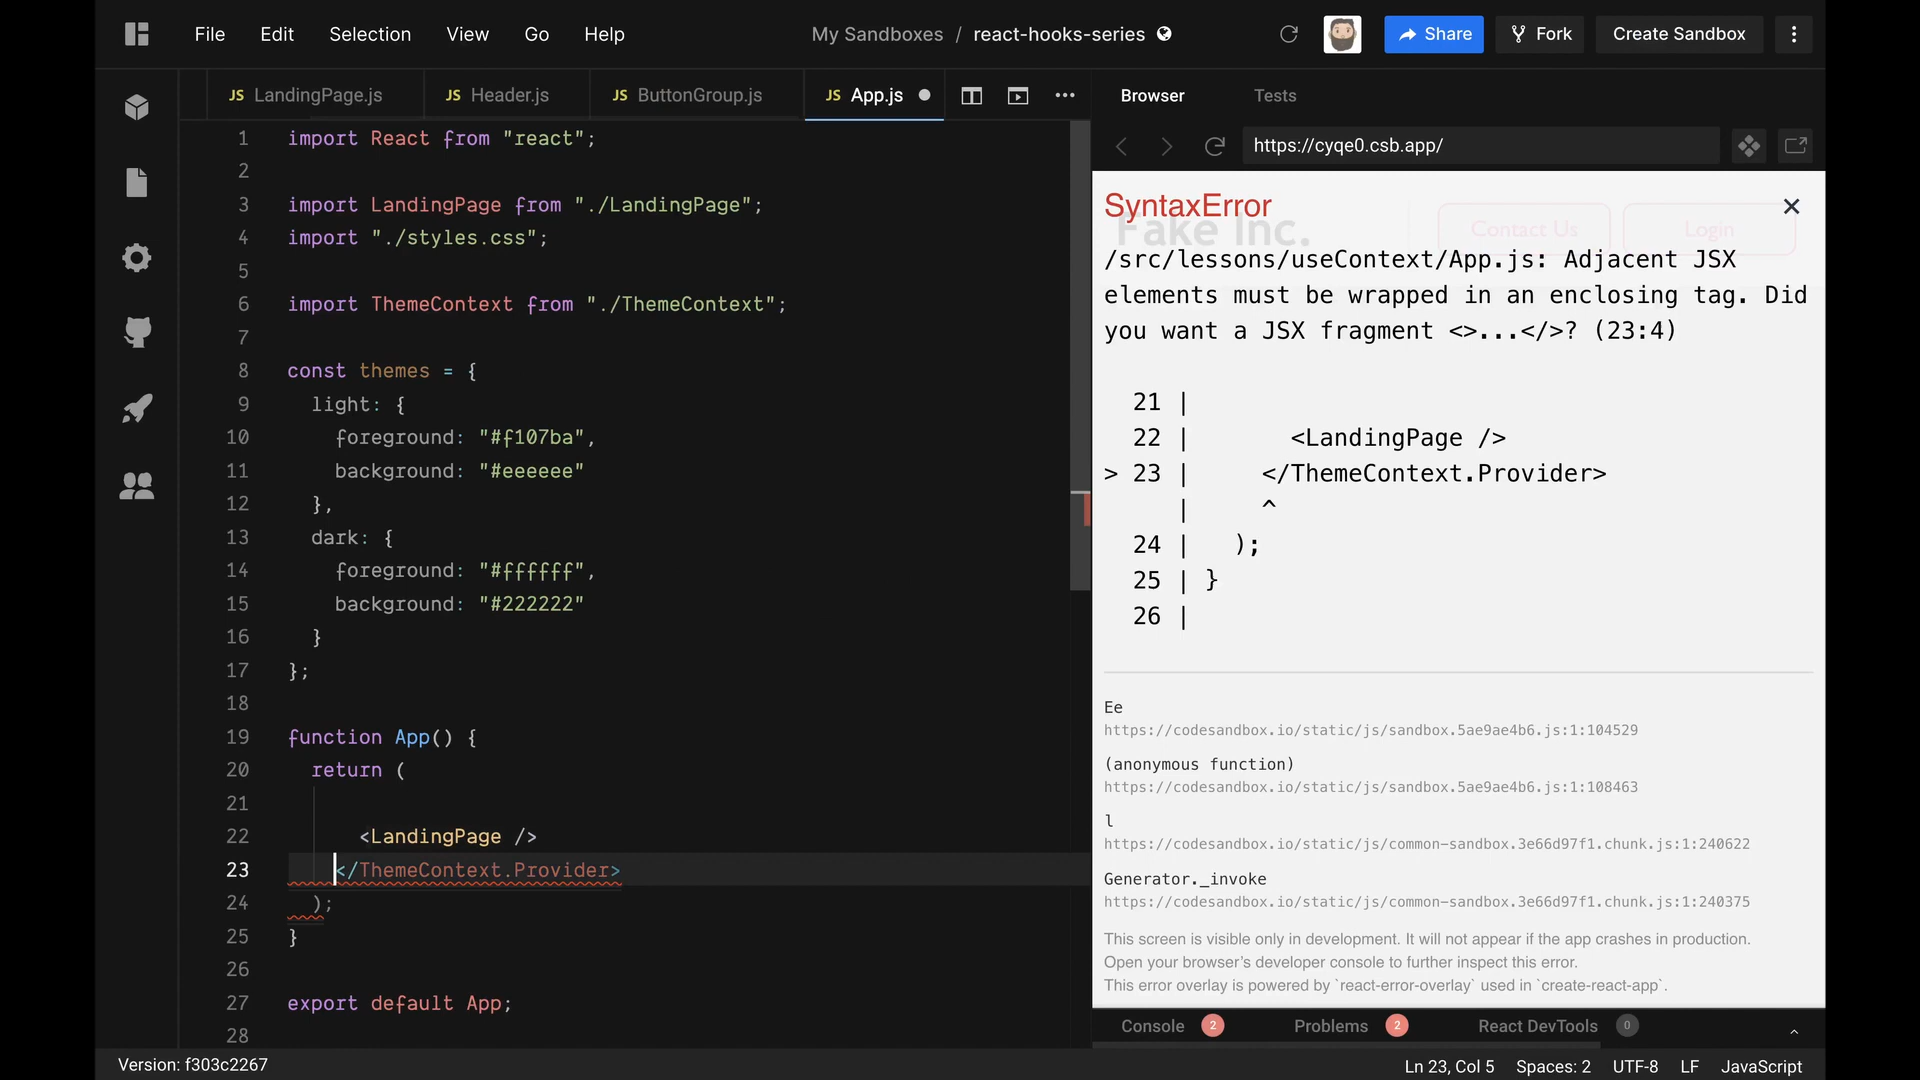 File Edit Selection View Go Help
My Sandboxes / react-hooks-series
Share Fork Create Sandbox
JS LandingPage.js JS Header.js JS ButtonGroup.js JS App.js
1 import React from "react";
2
3 import LandingPage from "./LandingPage";
4 import "./styles.css";
5
6 import ThemeContext from "./ThemeContext";
7
8 const themes = {
9 light: {
10 foreground: "#f107ba",
11 background: "#eeeeee"
12 },
13 dark: {
14 foreground: "#ffffff",
15 background: "#222222"
16 }
17 };
18
19 function App() {
20 return (
21
22 <LandingPage />
23 </ThemeContext.Provider>
24 );
25 }
26
27 export default App;
28
Browser Tests
https://cyqe0.csb.app/
SyntaxError
Fake Inc. Contact Us Login
/src/lessons/useContext/App.js: Adjacent JSX
elements must be wrapped in an enclosing tag. Did
you want a JSX fragment <>...</>? (23:4)
21 |
22 | <LandingPage />
> 23 | </ThemeContext.Provider>
| ^
24 | );
25 | }
26 |
Ee
https://codesandbox.io/static/js/sandbox.5ae9ae4b6.js:1:104529
(anonymous function)
https://codesandbox.io/static/js/sandbox.5ae9ae4b6.js:1:108463
l
https://codesandbox.io/static/js/common-sandbox.3e66d97f1.chunk.js:1:240622
Generator._invoke
https://codesandbox.io/static/js/common-sandbox.3e66d97f1.chunk.js:1:240375
This screen is visible only in development. It will not appear if the app crashes in production.
Open your browser's developer console to further inspect this error.
This error overlay is powered by `react-error-overlay` used in `create-react-app`.
Console 2 Problems 2 React DevTools 0
Version: f303c2267
Ln 23, Col 5 Spaces: 2 UTF-8 LF JavaScript